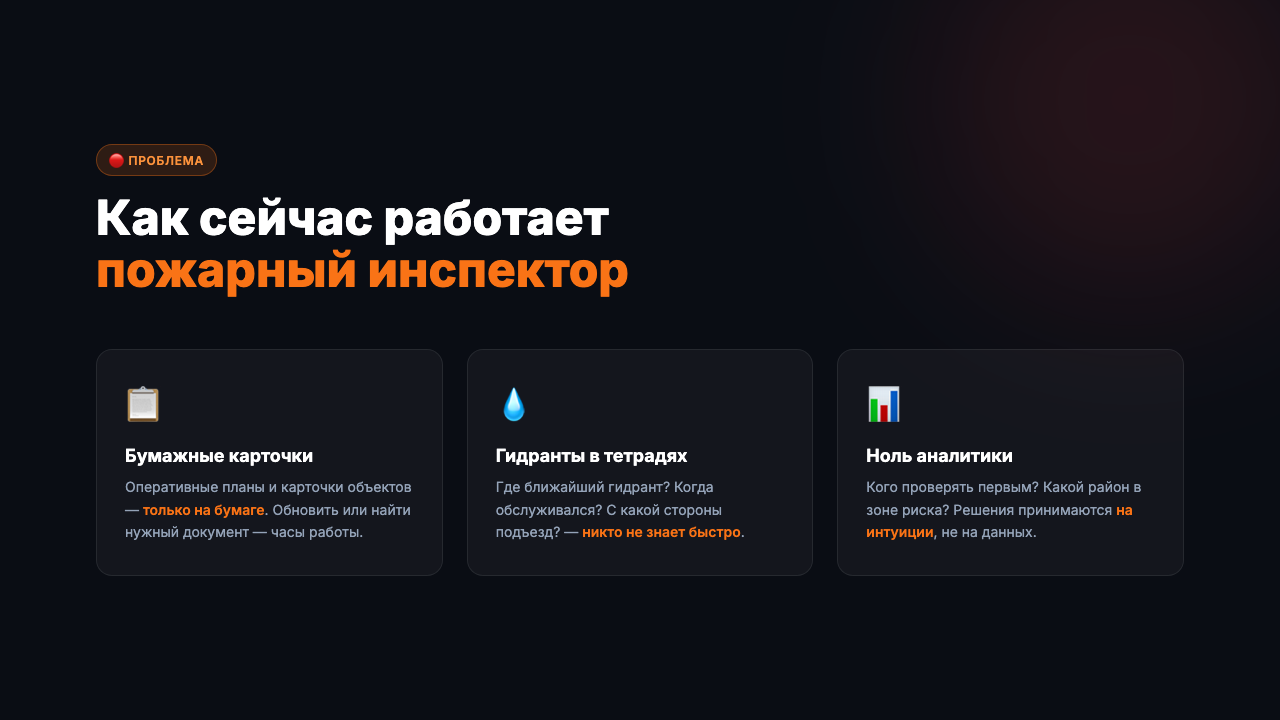 ПРОБЛЕМА
Как сейчас работает
пожарный инспектор
Бумажные карточки
Оперативные планы и карточки объектов
— только на бумаге. Обновить или найти
нужный документ — часы работы.
Гидранты в тетрадях
Где ближайший гидрант? Когда
обслуживался? С какой стороны
подъезд? — никто не знает быстро.
Ноль аналитики
Кого проверять первым? Какой район в
зоне риска? Решения принимаются на
интуиции, не на данных.